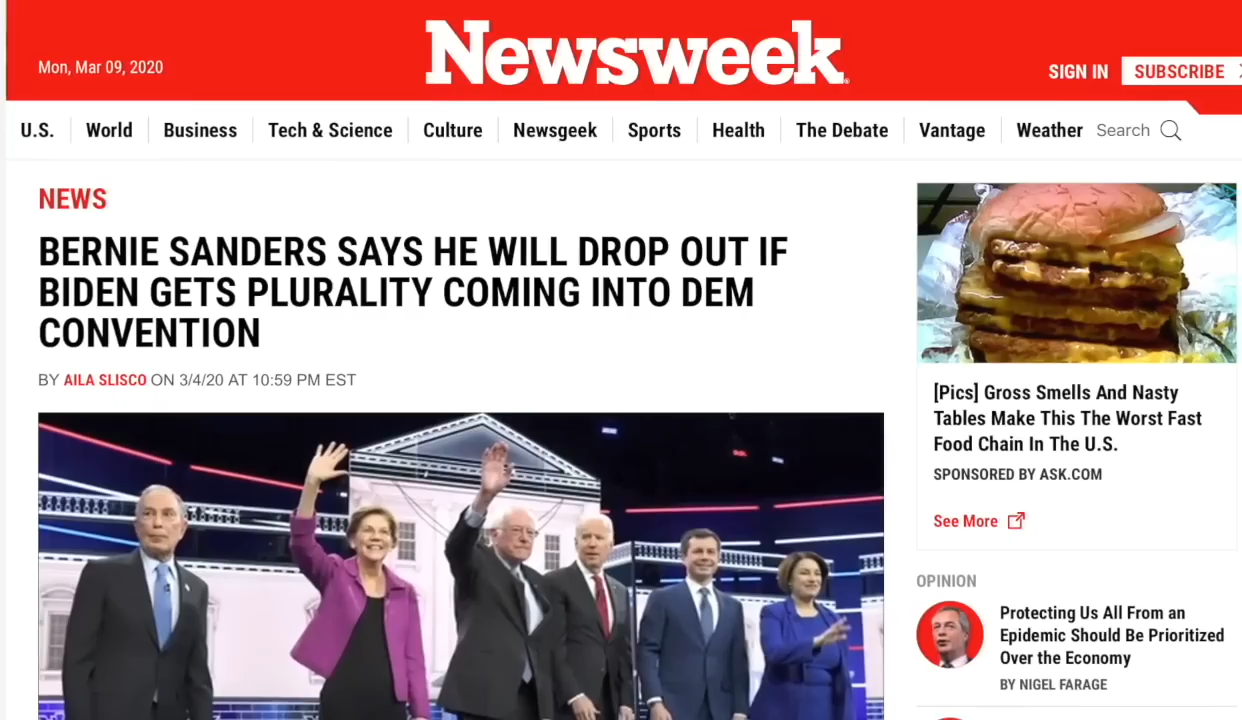 Newsweek
Mon, Mar 09, 2020
SIGN IN
SUBSCRIBE
U.S.
World
Business
Tech & Science
Culture
Newsgeek
Sports
Health
The Debate
Vantage
Weather
Search
NEWS
BERNIE SANDERS SAYS HE WILL DROP OUT IF
BIDEN GETS PLURALITY COMING INTO DEM
CONVENTION
BY AILA SLISCO ON 3/4/20 AT 10:59 PM EST
[Pics] Gross Smells And Nasty
Tables Make This The Worst Fast
Food Chain In The U.S.
SPONSORED BY ASK.COM
See More
OPINION
Protecting Us All From an
Epidemic Should Be Prioritized
Over the Economy
BY NIGEL FARAGE